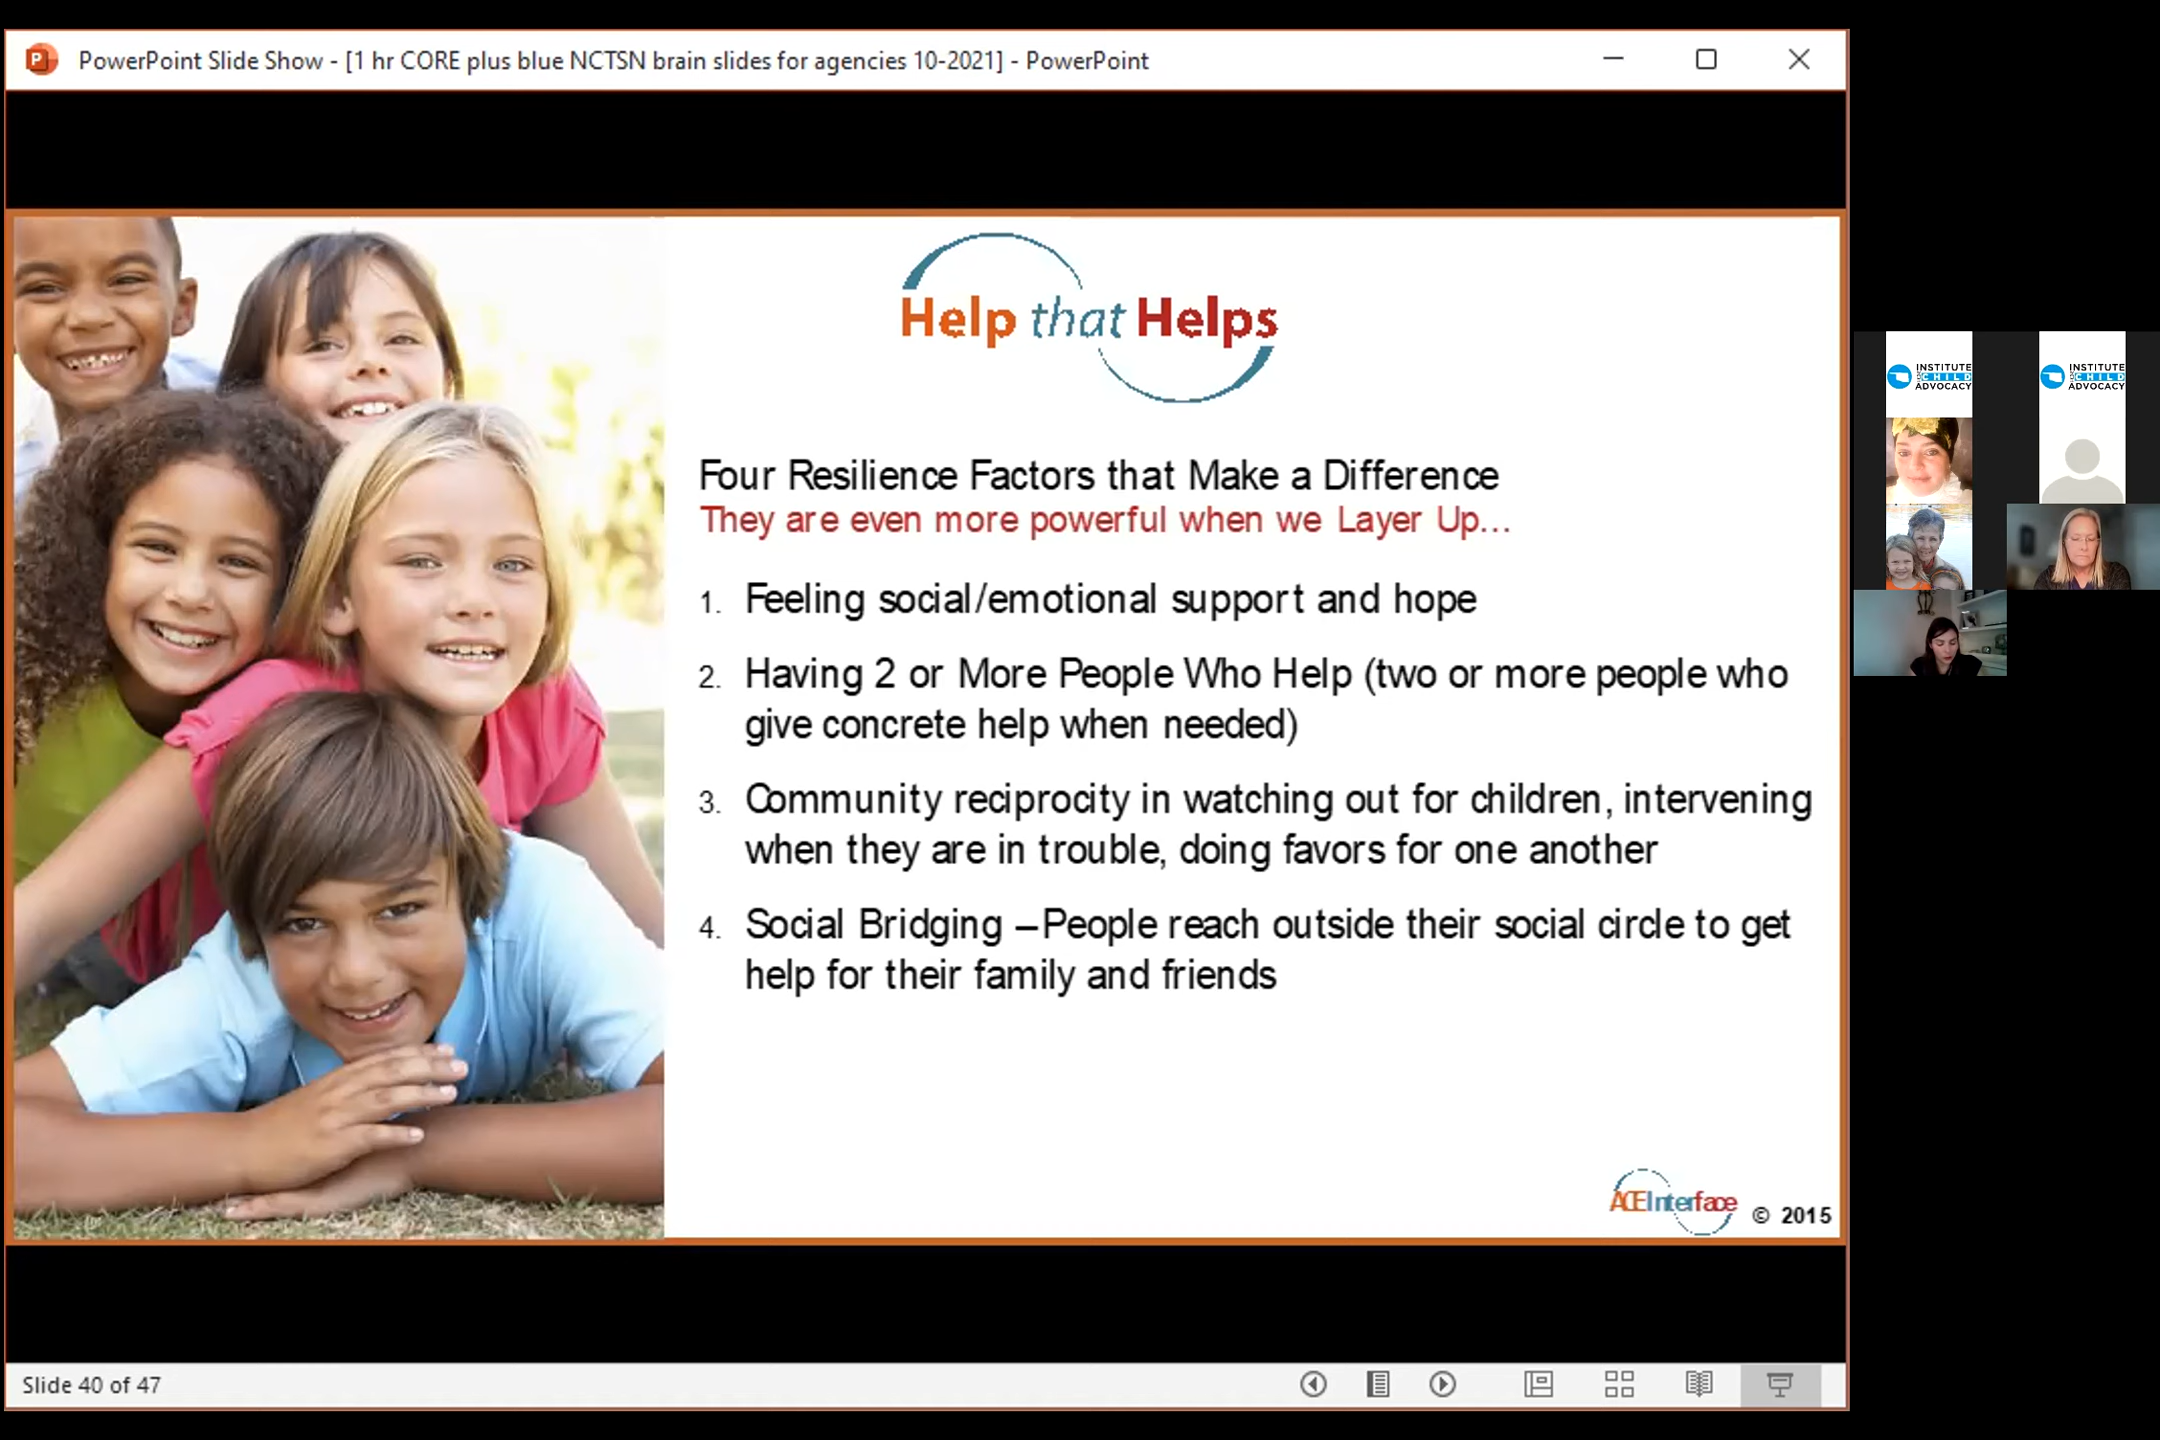 PowerPoint Slide Show - [1 hr CORE plus blue NCTSN brain slides for agencies 10-2021] - PowerPoint
Help that Helps
Four Resilience Factors that Make a Difference
They are even more powerful when we Layer Up...
1. Feeling social/emotional support and hope
2. Having 2 or More People Who Help (two or more people who
give concrete help when needed)
3. Community reciprocity in watching out for children, intervening
when they are in trouble, doing favors for one another
4. Social Bridging – People reach outside their social circle to get
help for their family and friends
ACEInterface © 2015
INSTITUTE
CHILD
ADVOCACY
INSTITUTE
CHILD
ADVOCACY
Slide 40 of 47